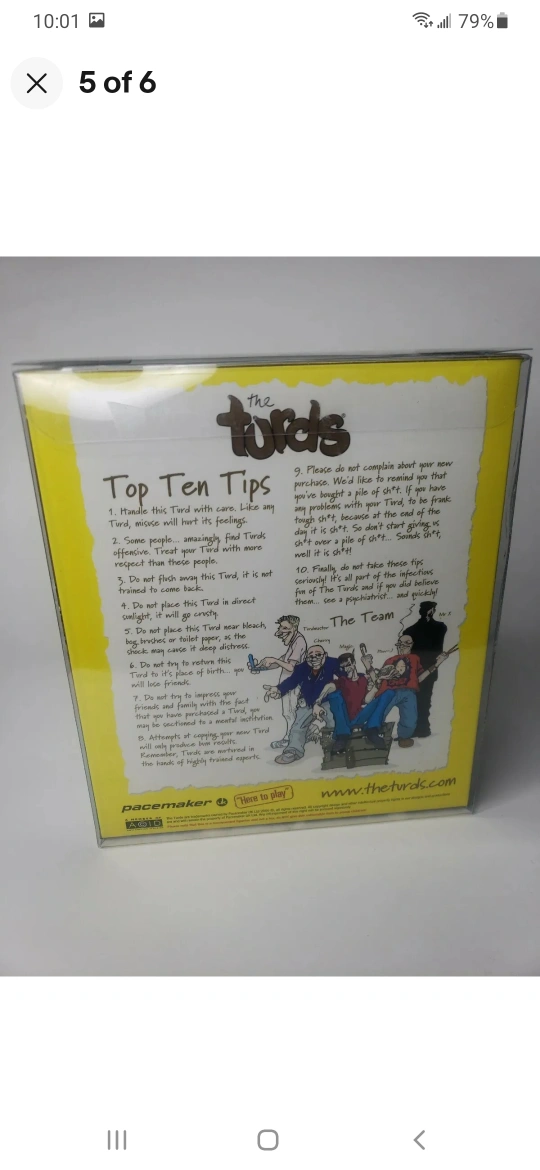 10:01
79%
5 of 6
the
turds
Top Ten Tips
1. Handle this Turd with care. Like any
Turd, misuse will hurt its feelings.
2. Some people... amazingly, find Turds
offensive. Treat your Turd with more
respect than these people.
3. Do not flush away this Turd, it is not
trained to come back.
4. Do not place this Turd in direct
sunlight, it will go crusty.
5. Do not place this Turd near bleach,
bog brushes or toilet paper, as the
shock may cause it deep distress.
6. Do not try to return this
Turd to it's place of birth... you
will lose friends.
7. Do not try to impress your
friends and family with the fact
that you have purchased a Turd, you
may be sectioned to a mental institution.
8. Attempts at copying your new Turd
will only produce bum results.
Remember, Turds are nurtured in
the hands of highly trained experts.
9. Please do not complain about your new
purchase. We'd like to remind you that
you've bought a pile of sh*t. If you have
any problems with your Turd, to be frank
tough sh*t, because at the end of the
day it is sh*t. So don't start giving us
sh*t over a pile of sh*t... Sounds sh*t,
well it is sh*t!
10. Finally, do not take these tips
seriously! It's all part of the infectious
fun of The Turds and if you did believe
them... see a psychiatrist... and quickly!
The Team
Turdmaster
Cherry
Magic
pacemaker
"Here to play"
www.theturds.com